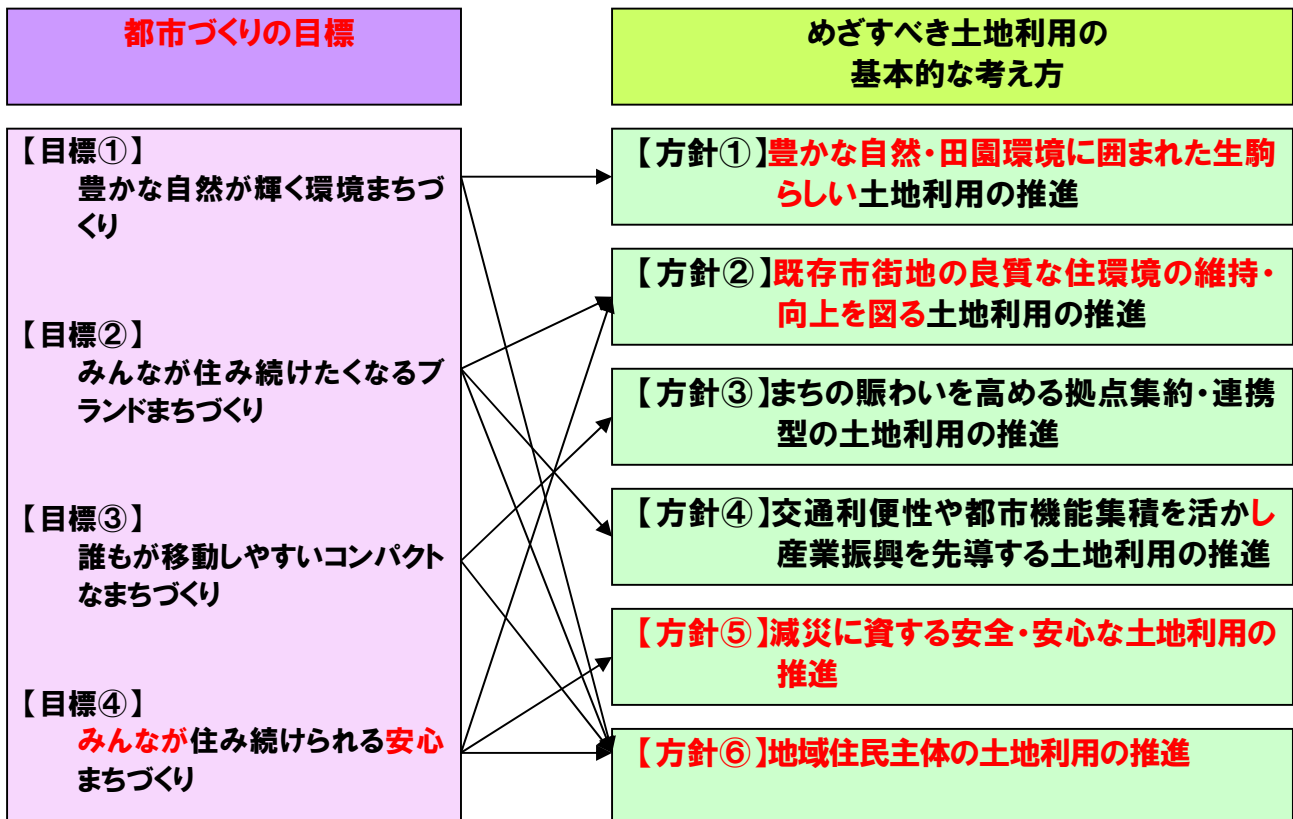 都市づくりの目標
めざすべき土地利用の
基本的な考え方
【目標①】
豊かな自然が輝く環境まちづ
くり
【目標②】
みんなが住み続けたくなるブ
ランドまちづくり
【目標③】
誰もが移動しやすいコンパクト
なまちづくり
【目標④】
みんなが住み続けられる安心
まちづくり
【方針①】豊かな自然・田園環境に囲まれた生駒
らしい土地利用の推進
【方針②】既存市街地の良質な住環境の維持・
向上を図る土地利用の推進
【方針③】まちの賑わいを高める拠点集約・連携
型の土地利用の推進
【方針④】交通利便性や都市機能集積を活かし
産業振興を先導する土地利用の推進
【方針⑤】減災に資する安全・安心な土地利用の
推進
【方針⑥】地域住民主体の土地利用の推進